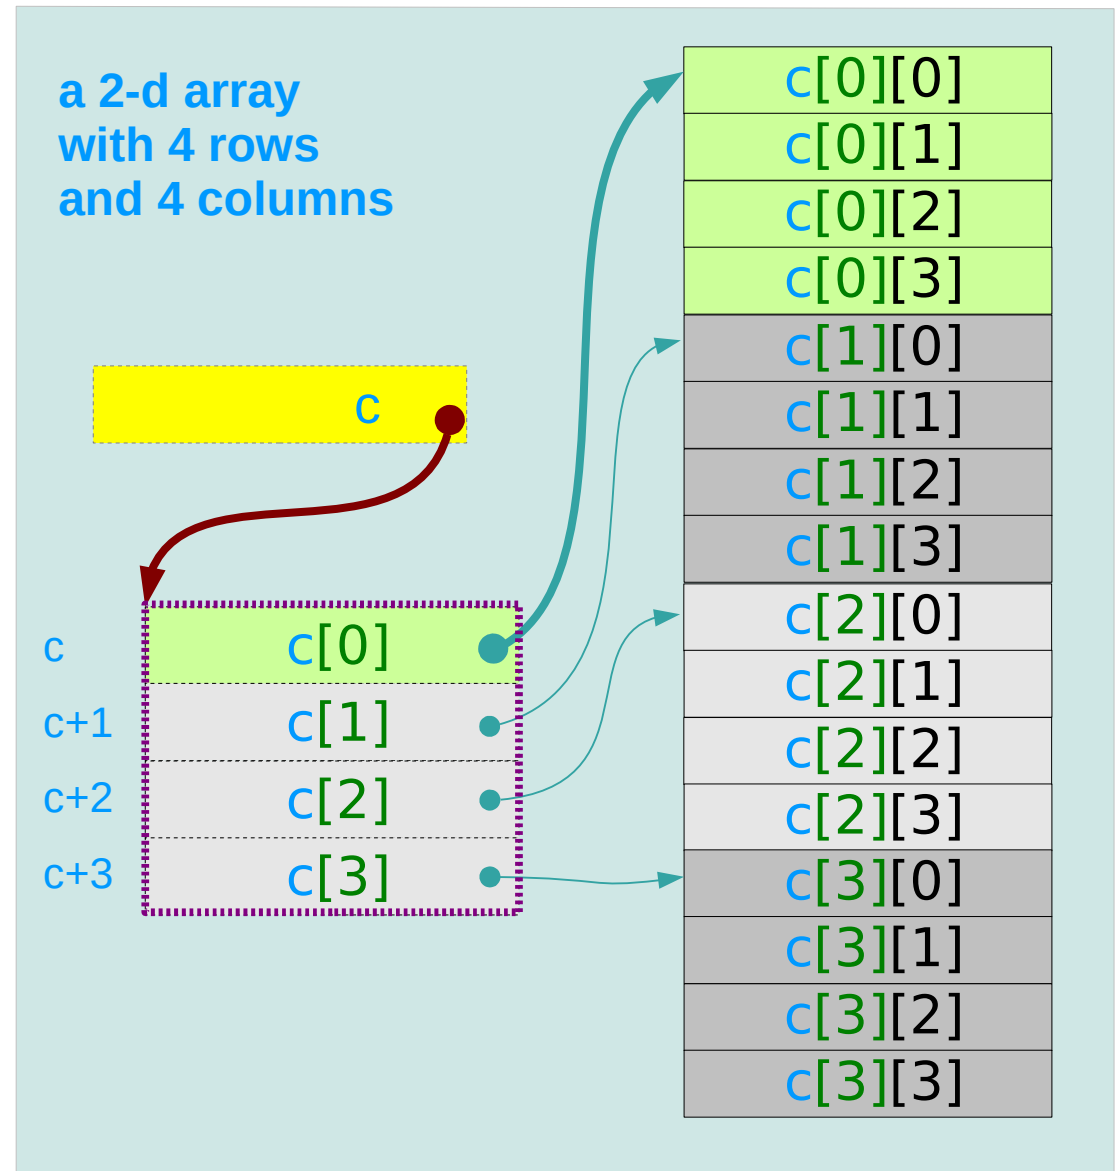 a 2-d array
with 4 rows
and 4 columns
c
c
c[0]
c+1
c[1]
c+2
c[2]
c+3
c[3]
c[0][0]
c[0][1]
c[0][2]
c[0][3]
c[1][0]
c[1][1]
c[1][2]
c[1][3]
c[2][0]
c[2][1]
c[2][2]
c[2][3]
c[3][0]
c[3][1]
c[3][2]
c[3][3]